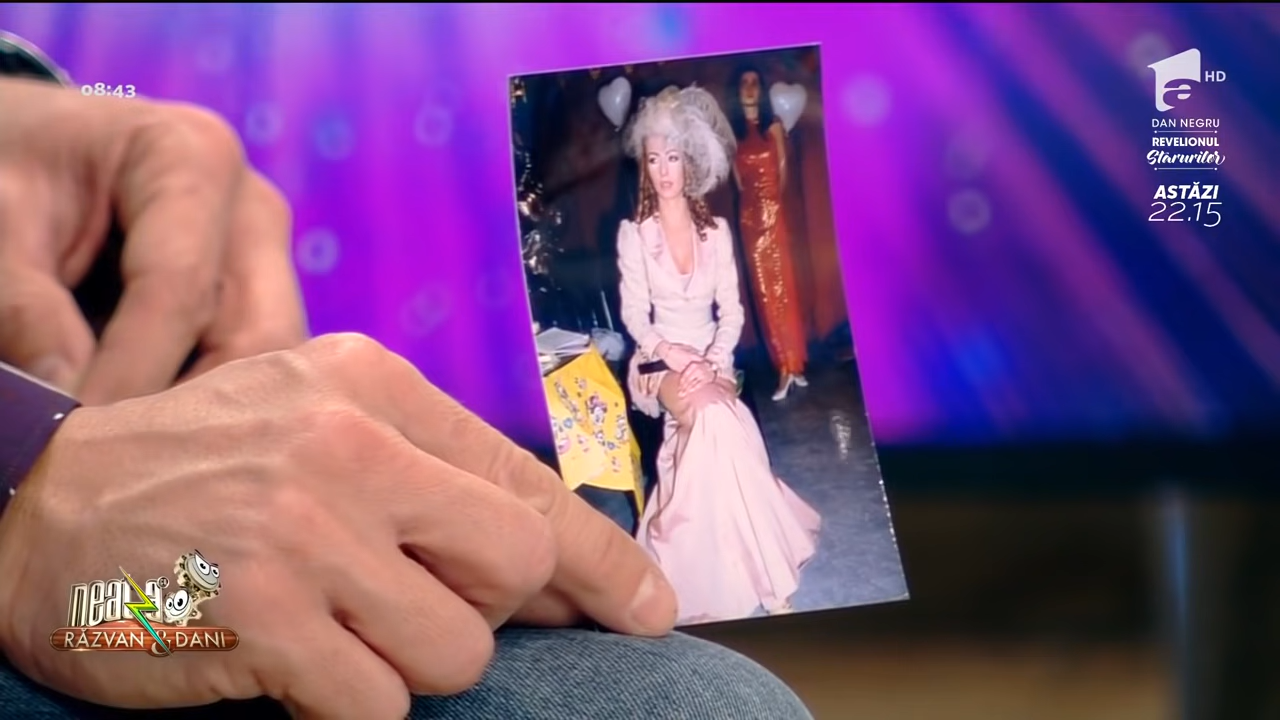 08:43
HD
DAN NEGRU
REVELIONUL
Starurilor
ASTĂZI
22.15
neatza
RĂZVAN & DANI